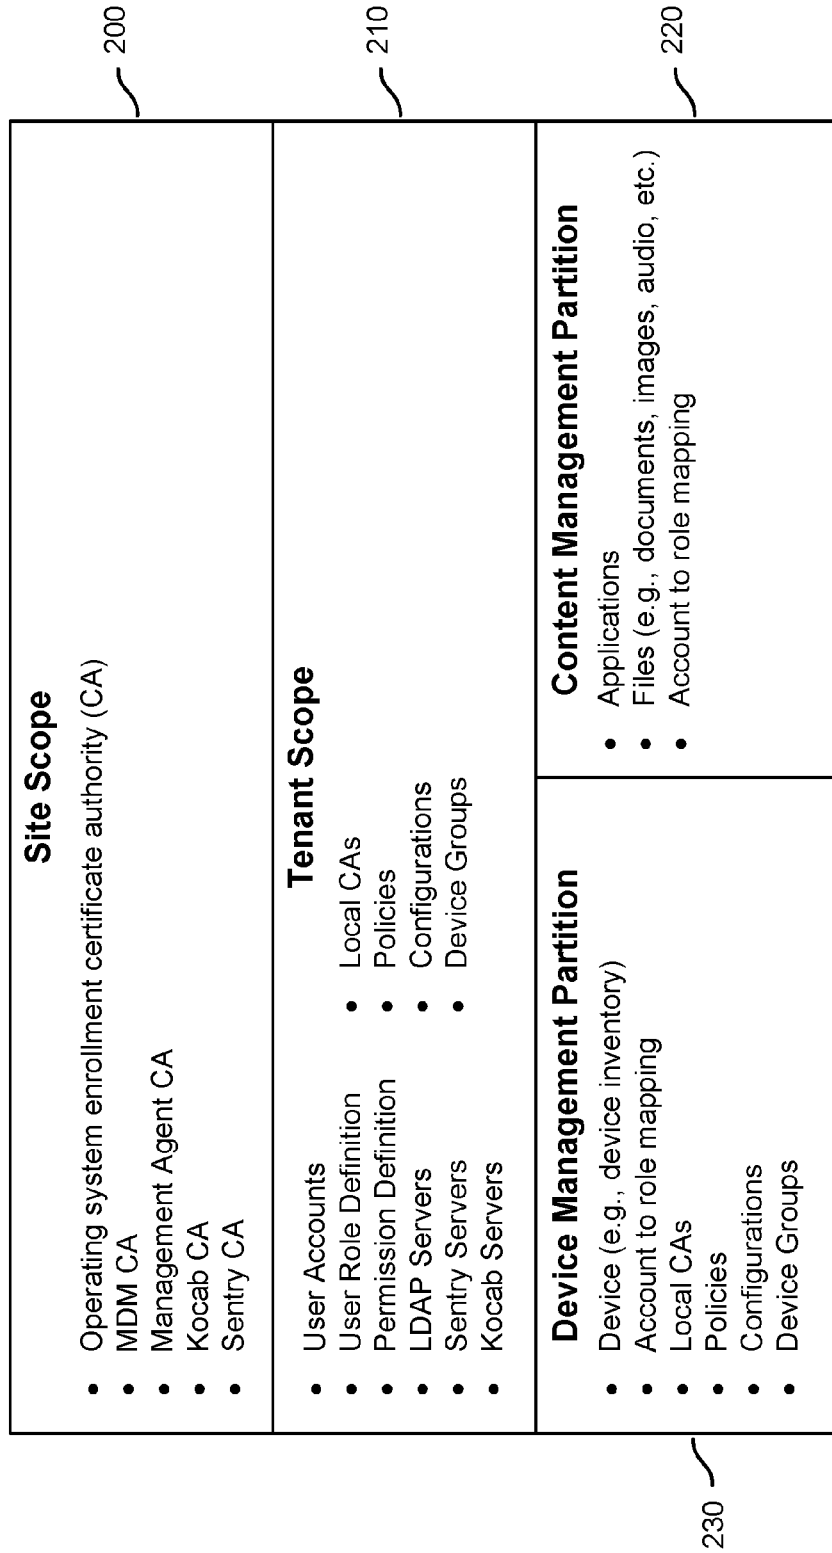 Site Scope
• Operating system enrollment certificate authority (CA)
• MDM CA
• Management Agent CA
• Kocab CA
• Sentry CA
200
Tenant Scope
• User Accounts
• User Role Definition
• Permission Definition
• LDAP Servers
• Sentry Servers
• Kocab Servers
• Local CAs
• Policies
• Configurations
• Device Groups
210
Device Management Partition
• Device (e.g., device inventory)
• Account to role mapping
• Local CAs
• Policies
• Configurations
• Device Groups
230
Content Management Partition
• Applications
• Files (e.g., documents, images, audio, etc.)
• Account to role mapping
220